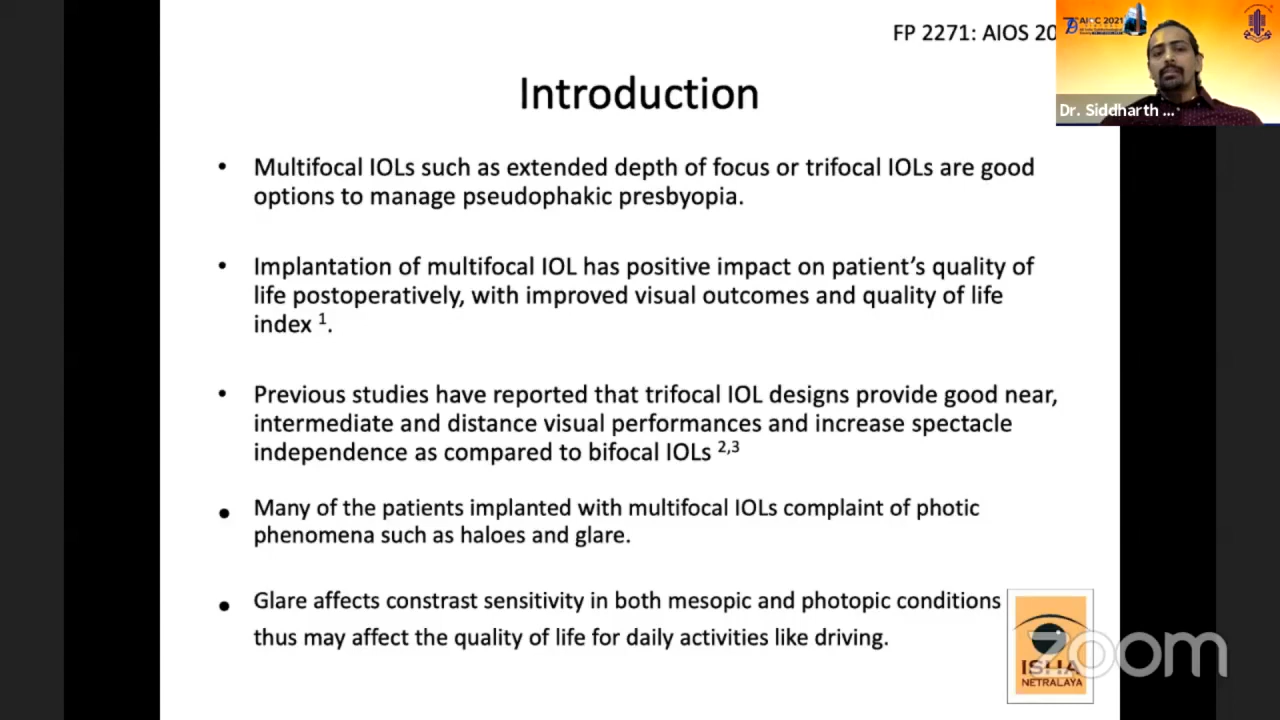 FP 2271: AIOS 20
AIOC 2021
Dr. Siddharth ...
Introduction
• Multifocal IOLs such as extended depth of focus or trifocal IOLs are good
options to manage pseudophakic presbyopia.
• Implantation of multifocal IOL has positive impact on patient’s quality of
life postoperatively, with improved visual outcomes and quality of life
index 1.
• Previous studies have reported that trifocal IOL designs provide good near,
intermediate and distance visual performances and increase spectacle
independence as compared to bifocal IOLs 2,3
• Many of the patients implanted with multifocal IOLs complaint of photic
phenomena such as haloes and glare.
• Glare affects constrast sensitivity in both mesopic and photopic conditions
thus may affect the quality of life for daily activities like driving.
zoom
ISHA
NETRALAYA